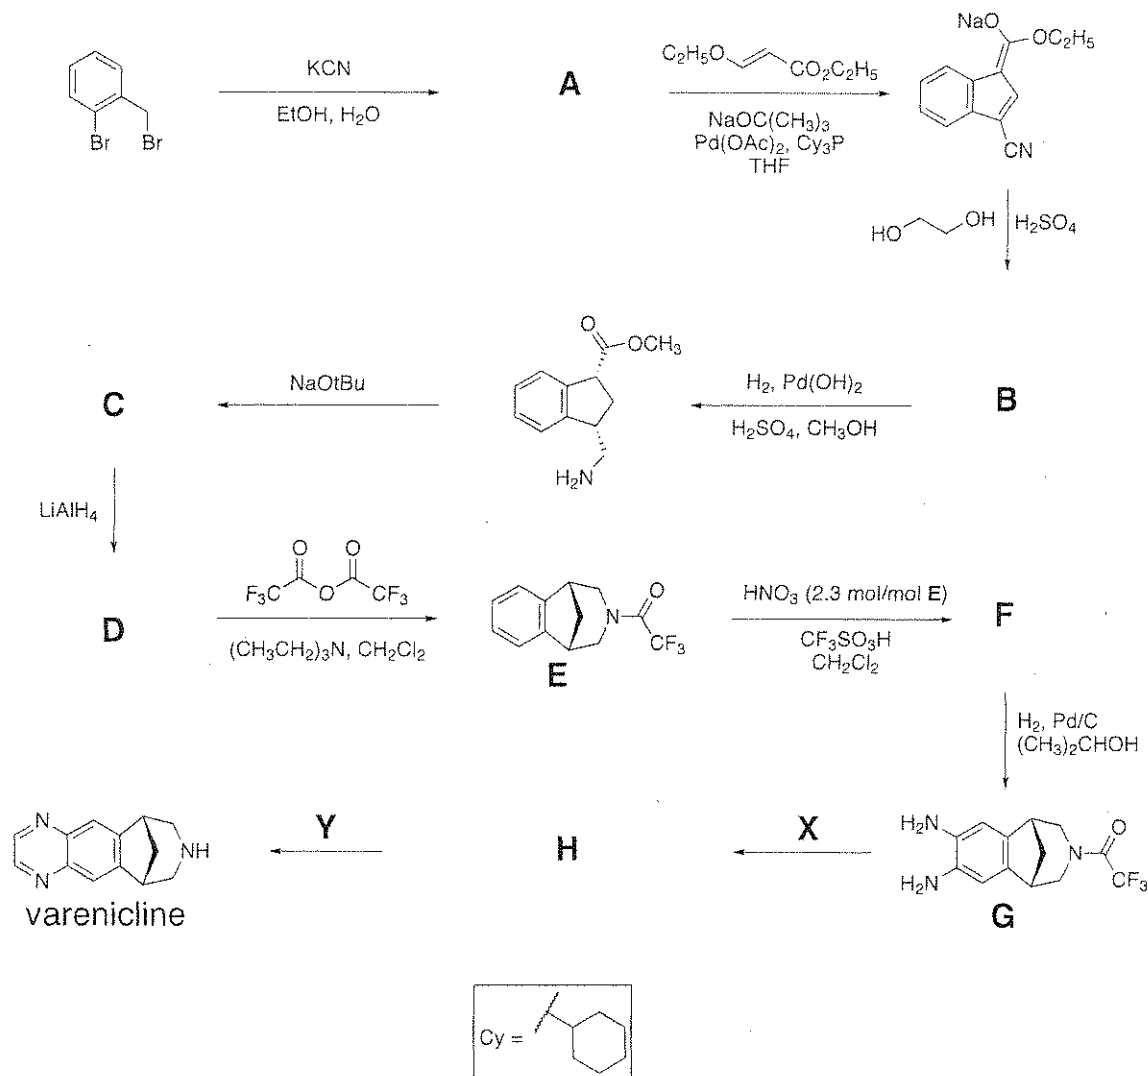 KCN
EtOH, H2O
Br
Br
A
C2H5O
CO2C2H5
NaOC(CH3)3
Pd(OAc)2, Cy3P
THF
NaO
OC2H5
CN
HO
OH
H2SO4
C
NaOtBu
O
OCH3
H2N
H2, Pd(OH)2
H2SO4, CH3OH
B
LiAlH4
D
O
O
F3C
O
CF3
(CH3CH2)3N, CH2Cl2
N
O
CF3
E
HNO3 (2.3 mol/mol E)
CF3SO3H
CH2Cl2
F
H2, Pd/C
(CH3)2CHOH
N
N
NH
varenicline
Y
H
X
H2N
H2N
N
O
CF3
G
Cy =